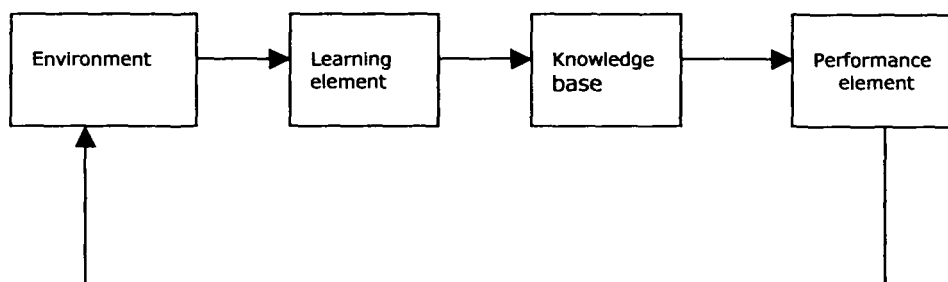 Environment
Learning
element
Knowledge
base
Performance
element